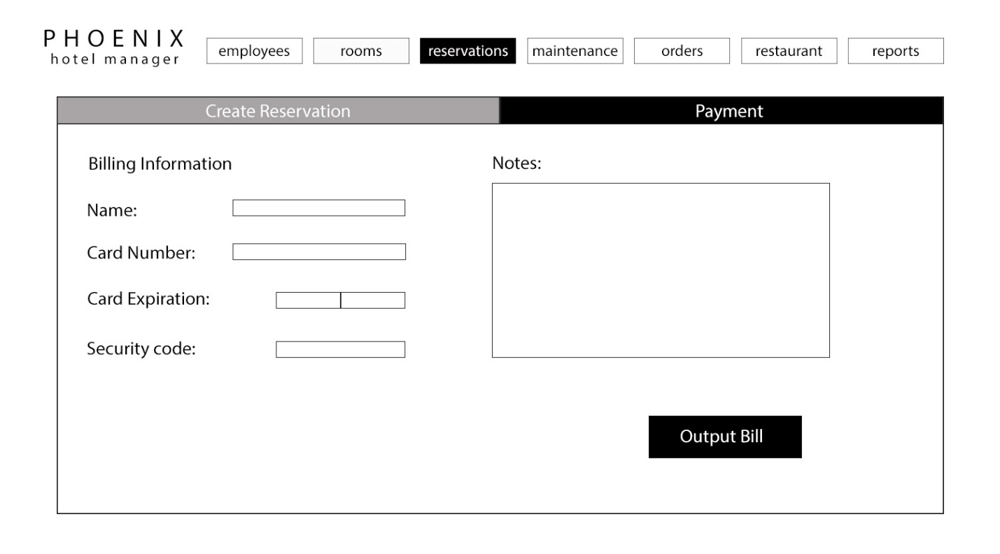 PHOENIX
hotel manager
employees
rooms
reservations
maintenance
orders
restaurant
reports
Create Reservation
Payment
Billing Information
Name:
Card Number:
Card Expiration:
Security code:
Notes:
Output Bill